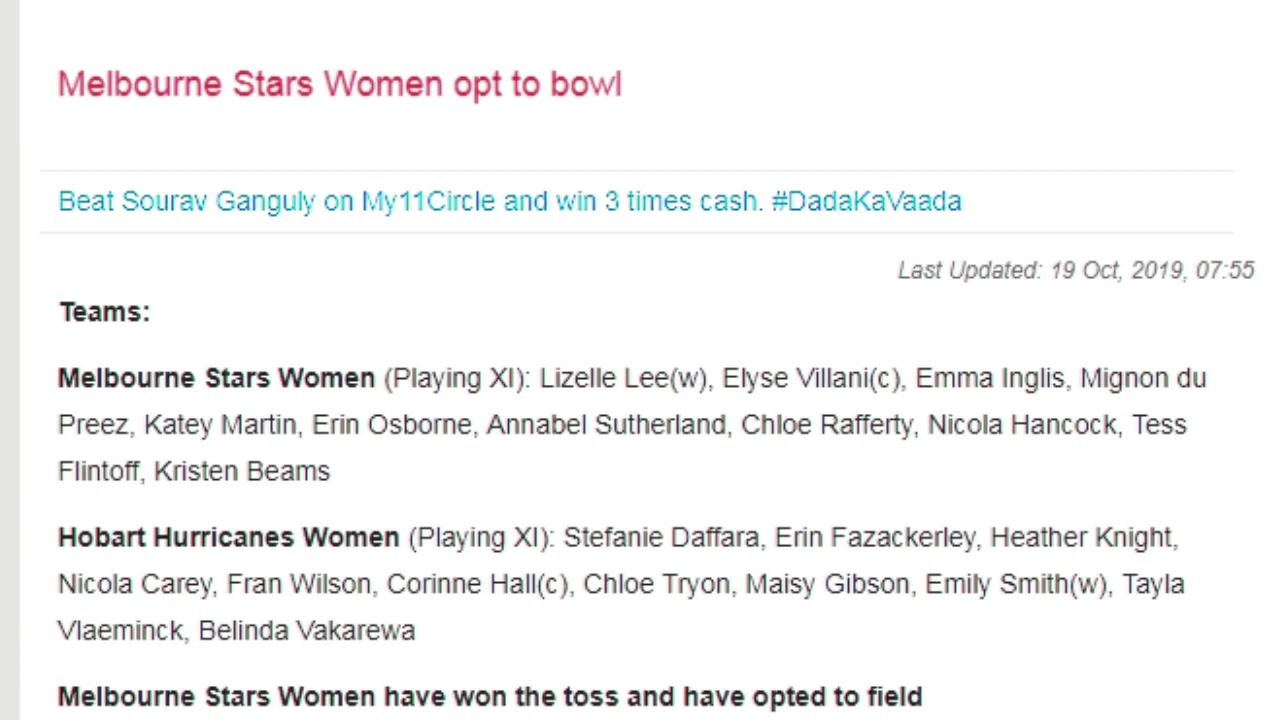 Melbourne Stars Women opt to bowl
Beat Sourav Ganguly on My11Circle and win 3 times cash. #DadaKaVaada
Last Updated: 19 Oct, 2019, 07:55
Teams:
Melbourne Stars Women (Playing XI): Lizelle Lee(w), Elyse Villani(c), Emma Inglis, Mignon du
Preez, Katey Martin, Erin Osborne, Annabel Sutherland, Chloe Rafferty, Nicola Hancock, Tess
Flintoff, Kristen Beams
Hobart Hurricanes Women (Playing XI): Stefanie Daffara, Erin Fazackerley, Heather Knight,
Nicola Carey, Fran Wilson, Corinne Hall(c), Chloe Tryon, Maisy Gibson, Emily Smith(w), Tayla
Vlaeminck, Belinda Vakarewa
Melbourne Stars Women have won the toss and have opted to field